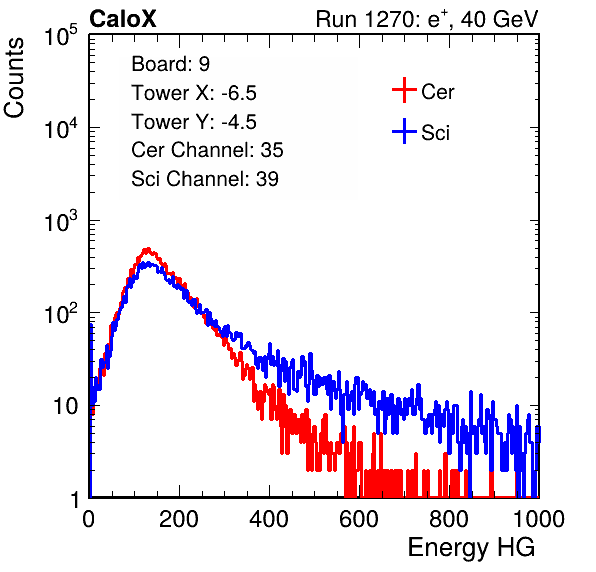 CaloX Run 1270: e⁺, 40 GeV
Counts
10⁵
10⁴
10³
10²
10
1
Board: 9
Tower X: -6.5
Tower Y: -4.5
Cer Channel: 35
Sci Channel: 39
Cer
Sci
0 200 400 600 800 1000
Energy HG